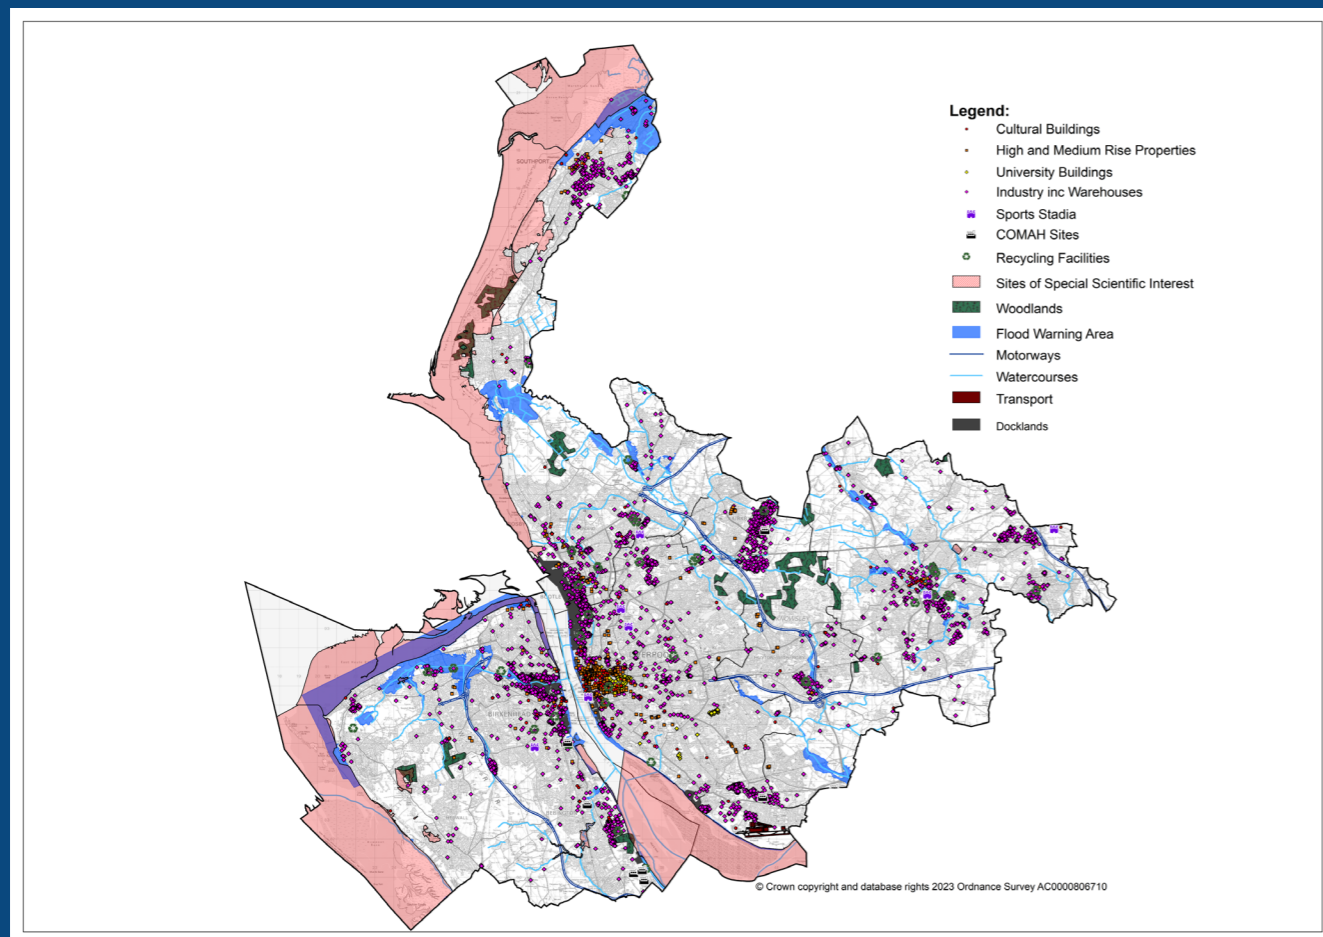 Legend:
Cultural Buildings
High and Medium Rise Properties
University Buildings
Industry inc Warehouses
Sports Stadia
COMAH Sites
Recycling Facilities
Sites of Special Scientific Interest
Woodlands
Flood Warning Area
Motorways
Watercourses
Transport
Docklands
SOUTHPORT
BIRKENHEAD
© Crown copyright and database rights 2023 Ordnance Survey AC0000806710